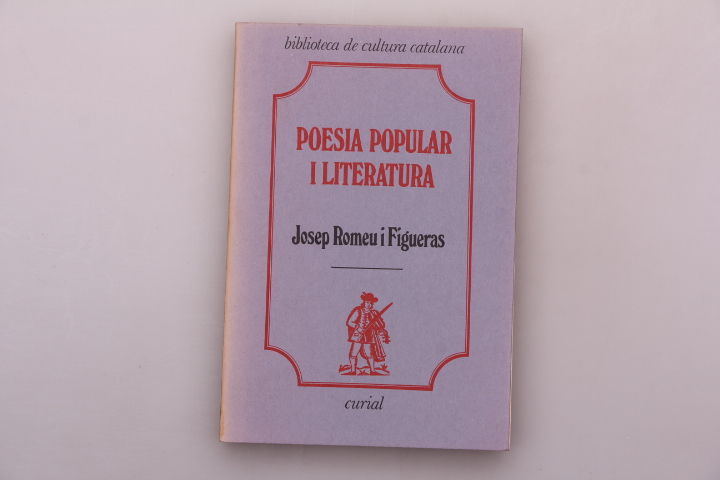 biblioteca de cultura catalana
POESIA POPULAR
I LITERATURA
Josep Romeu i Figueras
curial